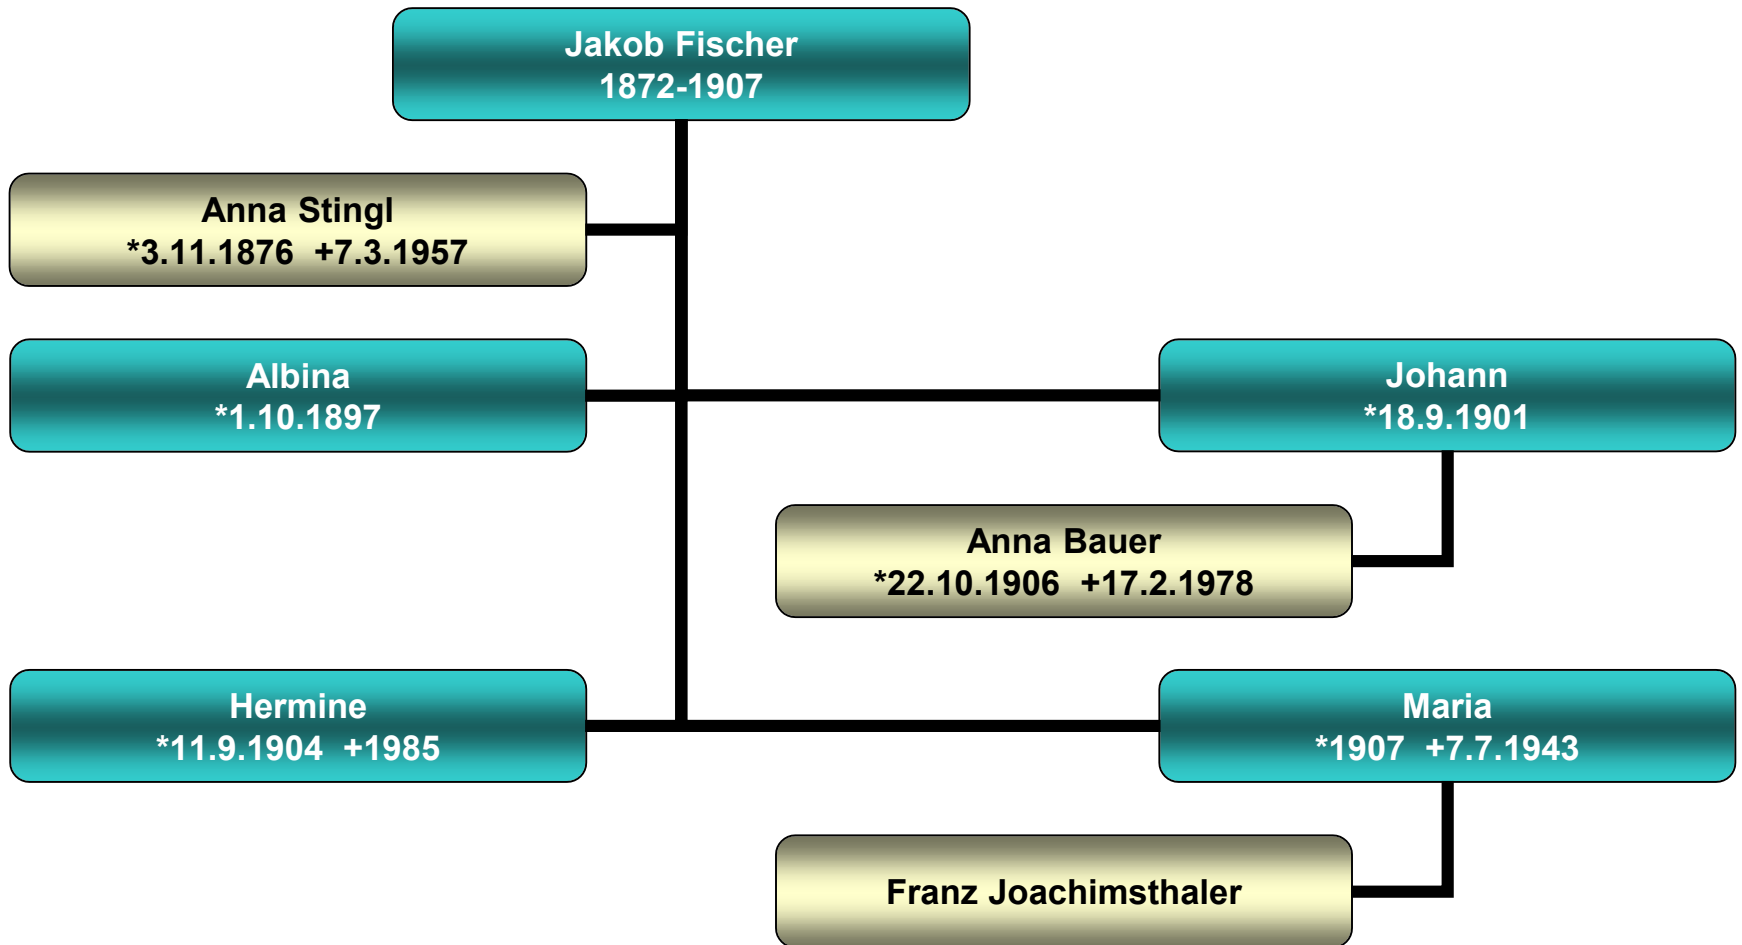 Jakob Fischer
1872-1907
Anna Stingl
*3.11.1876 +7.3.1957
Albina
*1.10.1897
Johann
*18.9.1901
Anna Bauer
*22.10.1906 +17.2.1978
Hermine
*11.9.1904 +1985
Maria
*1907 +7.7.1943
Franz Joachimsthaler